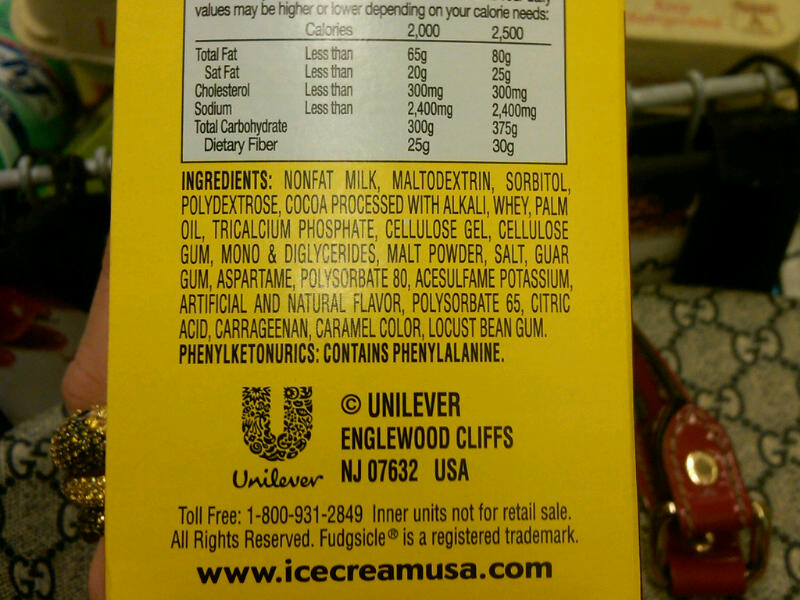 values may be higher or lower depending on your calorie needs:
Calories 2,000 2,500
Total Fat Less than 65g 80g
Sat Fat Less than 20g 25g
Cholesterol Less than 300mg 300mg
Sodium Less than 2,400mg 2,400mg
Total Carbohydrate 300g 375g
Dietary Fiber 25g 30g
INGREDIENTS: NONFAT MILK, MALTODEXTRIN, SORBITOL,
POLYDEXTROSE, COCOA PROCESSED WITH ALKALI, WHEY, PALM
OIL, TRICALCIUM PHOSPHATE, CELLULOSE GEL, CELLULOSE
GUM, MONO & DIGLYCERIDES, MALT POWDER, SALT, GUAR
GUM, ASPARTAME, POLYSORBATE 80, ACESULFAME POTASSIUM,
ARTIFICIAL AND NATURAL FLAVOR, POLYSORBATE 65, CITRIC
ACID, CARRAGEENAN, CARAMEL COLOR, LOCUST BEAN GUM.
PHENYLKETONURICS: CONTAINS PHENYLALANINE.
© UNILEVER
ENGLEWOOD CLIFFS
NJ 07632 USA
Unilever
Toll Free: 1-800-931-2849 Inner units not for retail sale.
All Rights Reserved. Fudgsicle® is a registered trademark.
www.icecreamusa.com